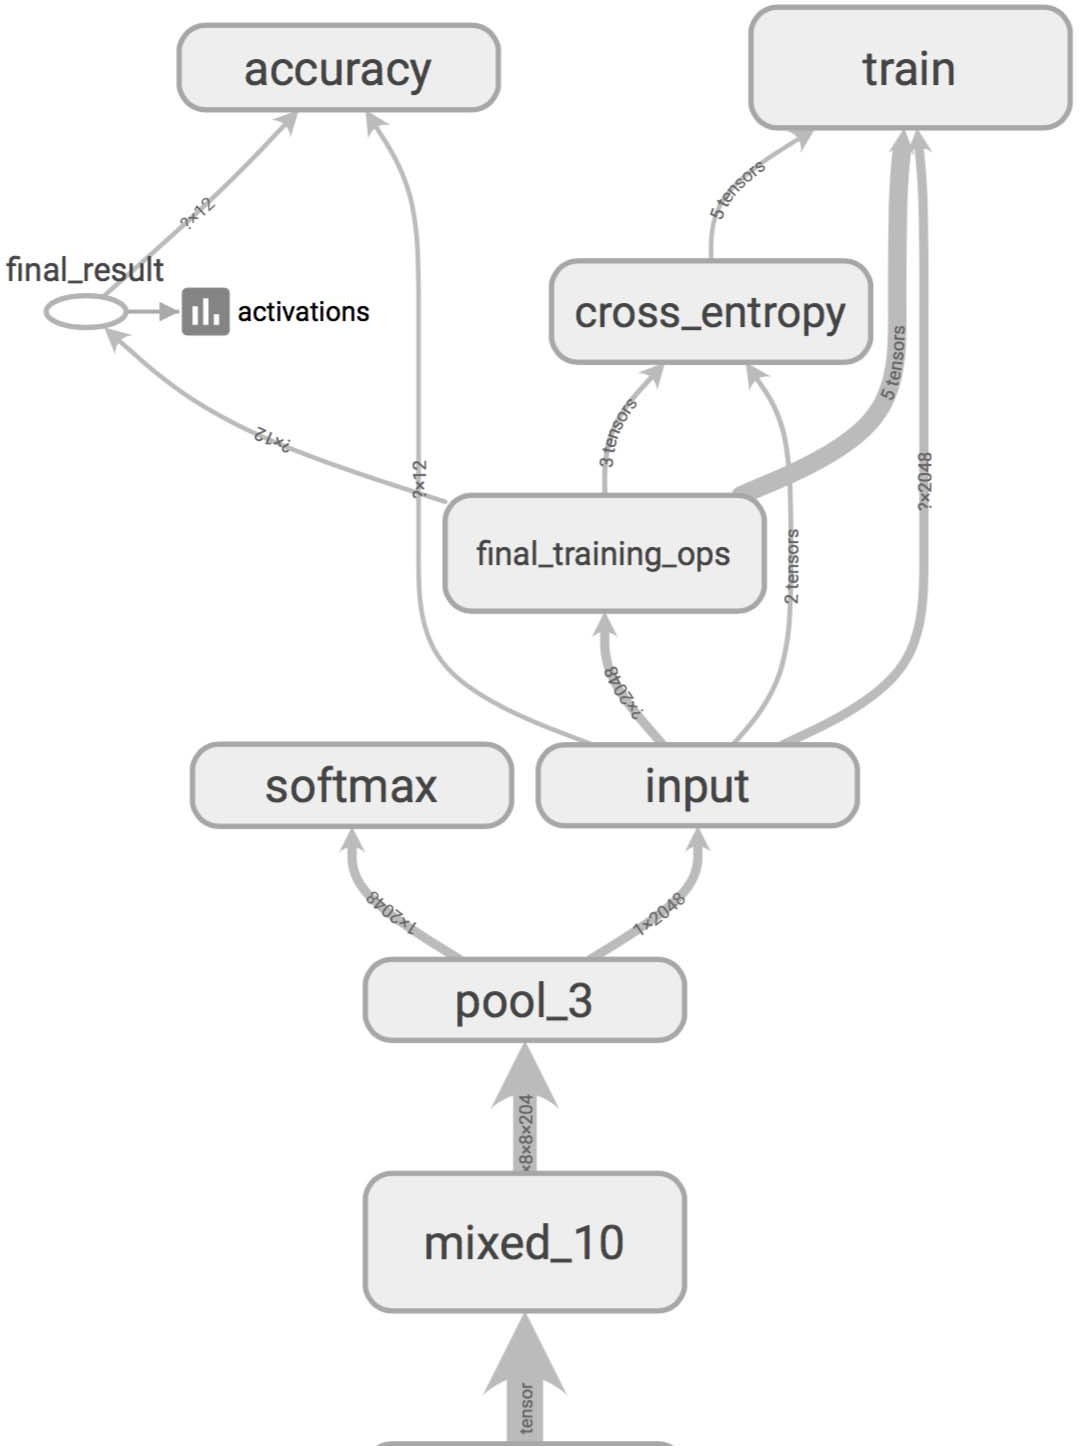 accuracy
train
5 tensors
?×12
final_result
activations
cross_entropy
5 tensors
3 tensors
?×12
?×12
?×2048
final_training_ops
2 tensors
?×2048
softmax
input
1×2048
1×2048
pool_3
×8×8×204
mixed_10
tensor